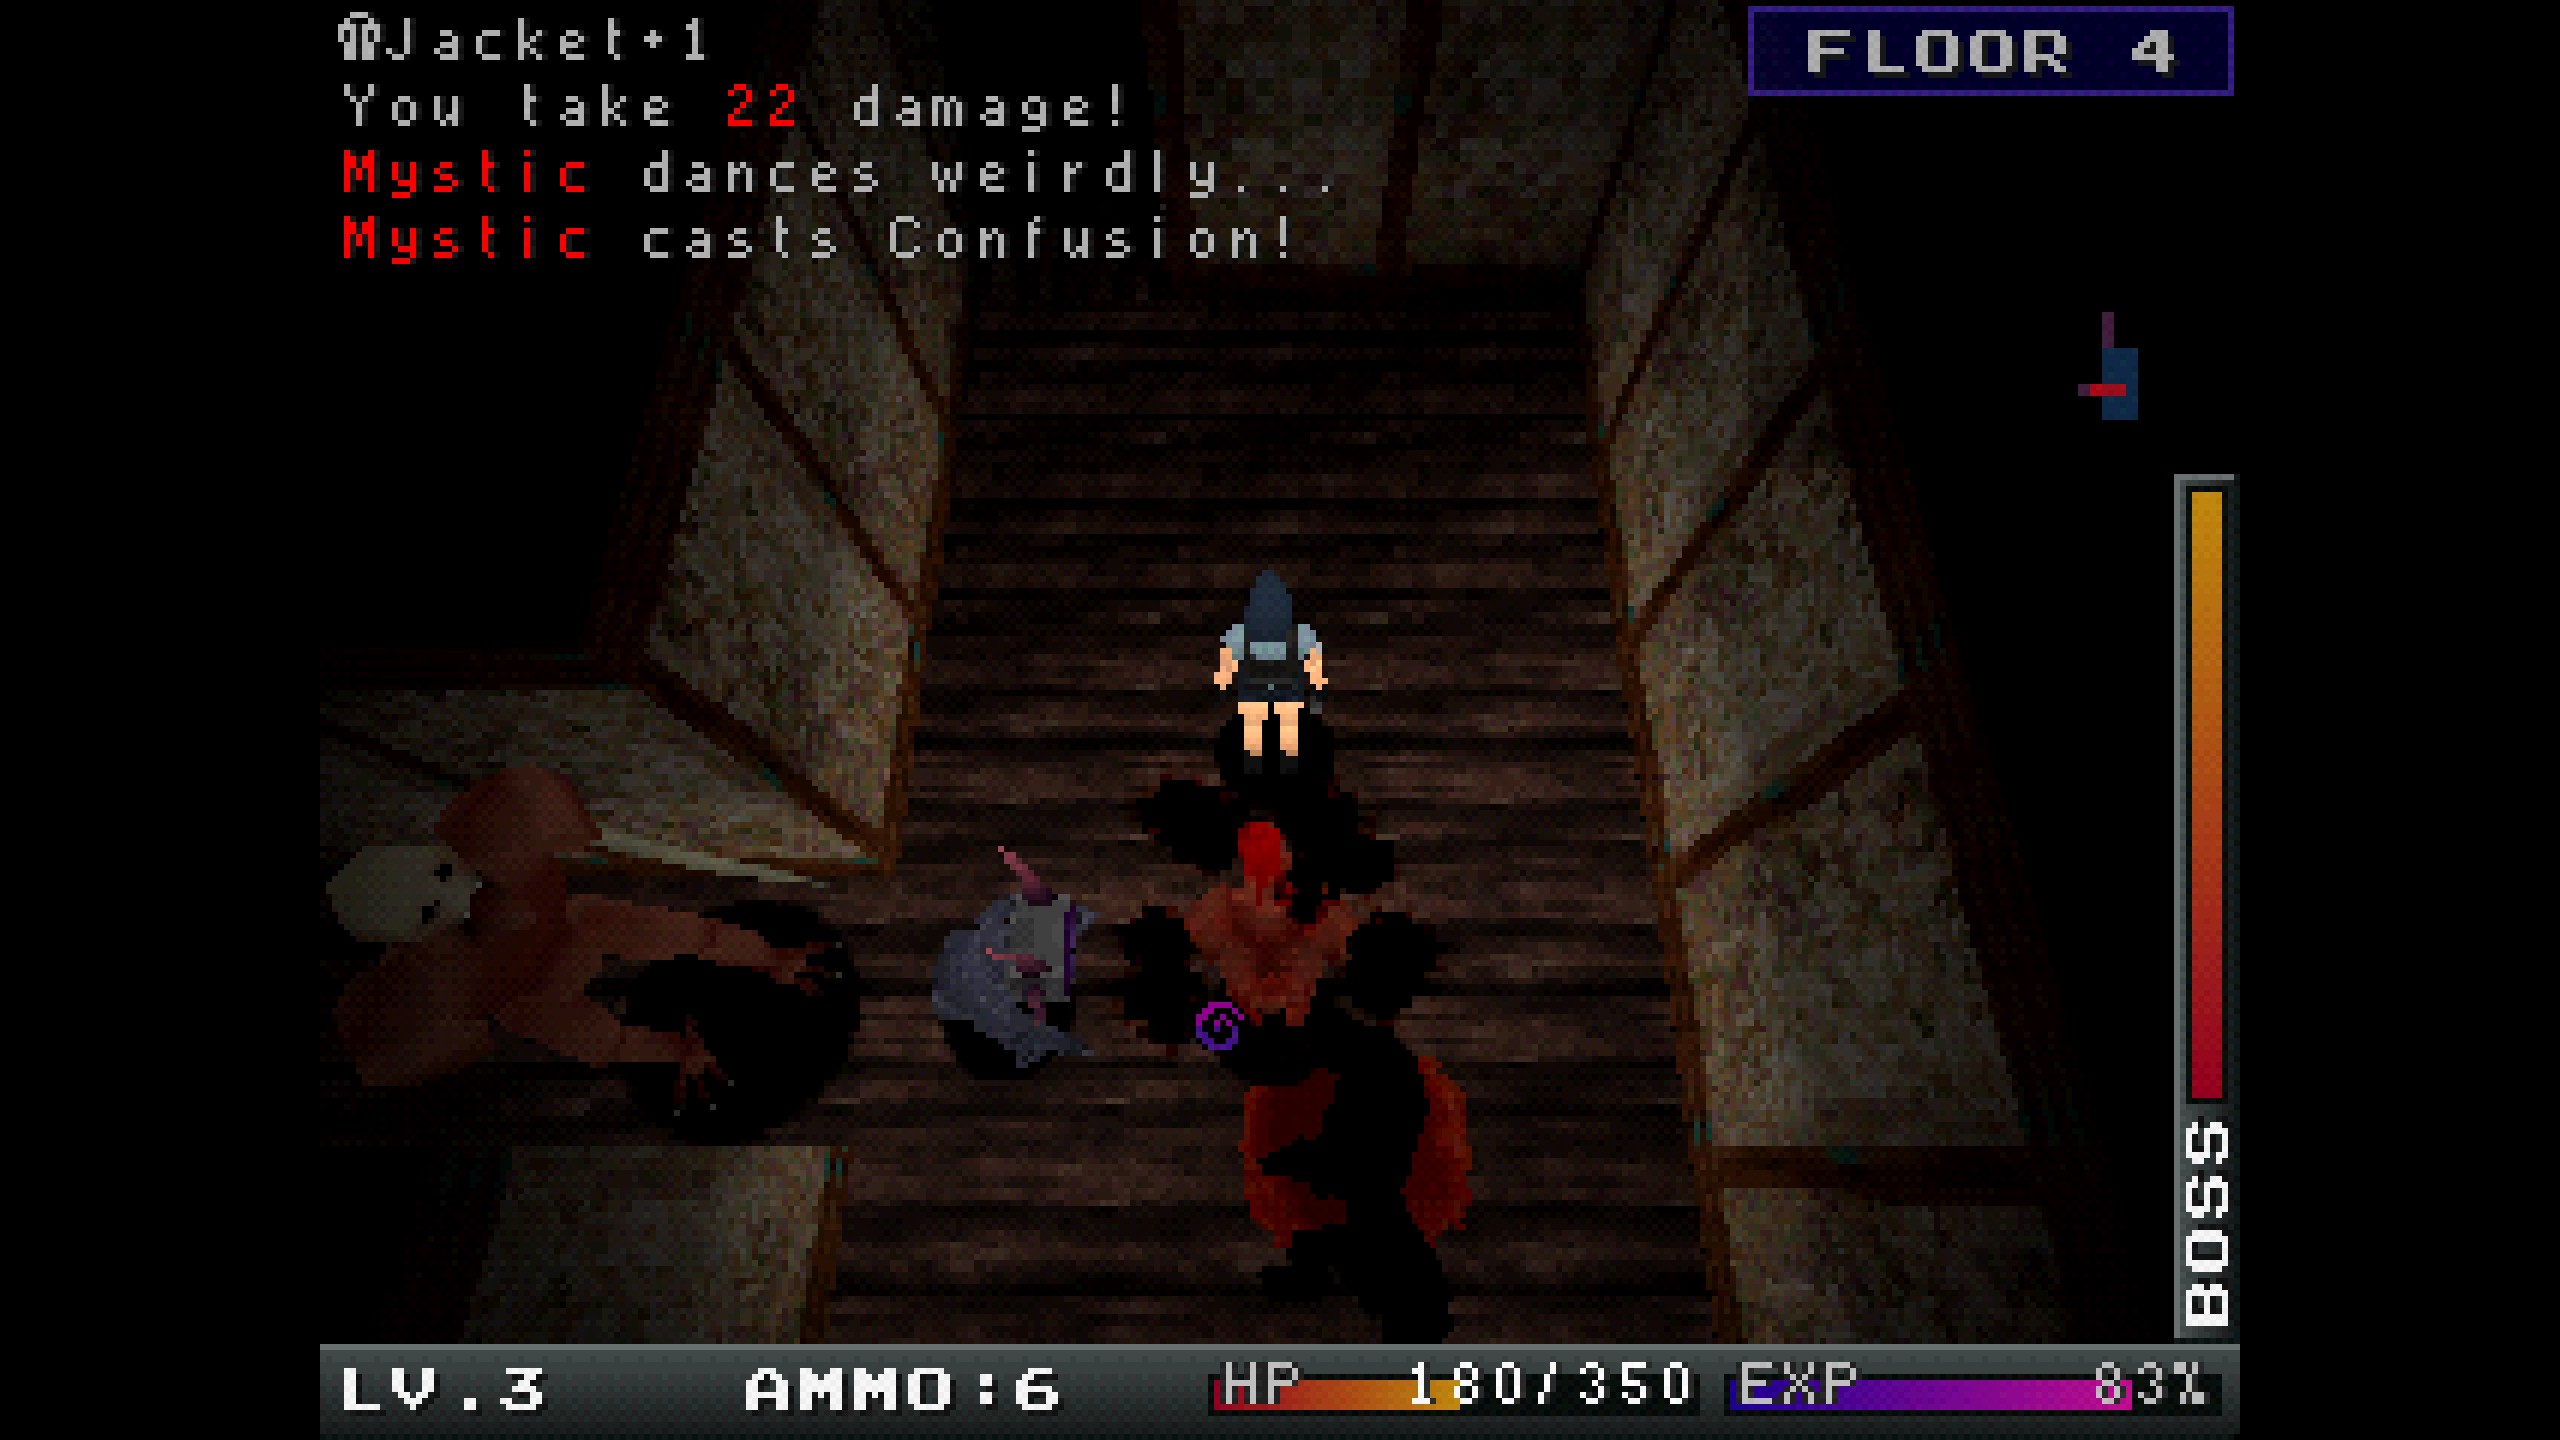 Jacket+1
You take 22 damage!
Mystic dances weirdly...
Mystic casts Confusion!
FLOOR 4
BOSS
LV.3 AMMO:6 HP 180/350 EXP 83%